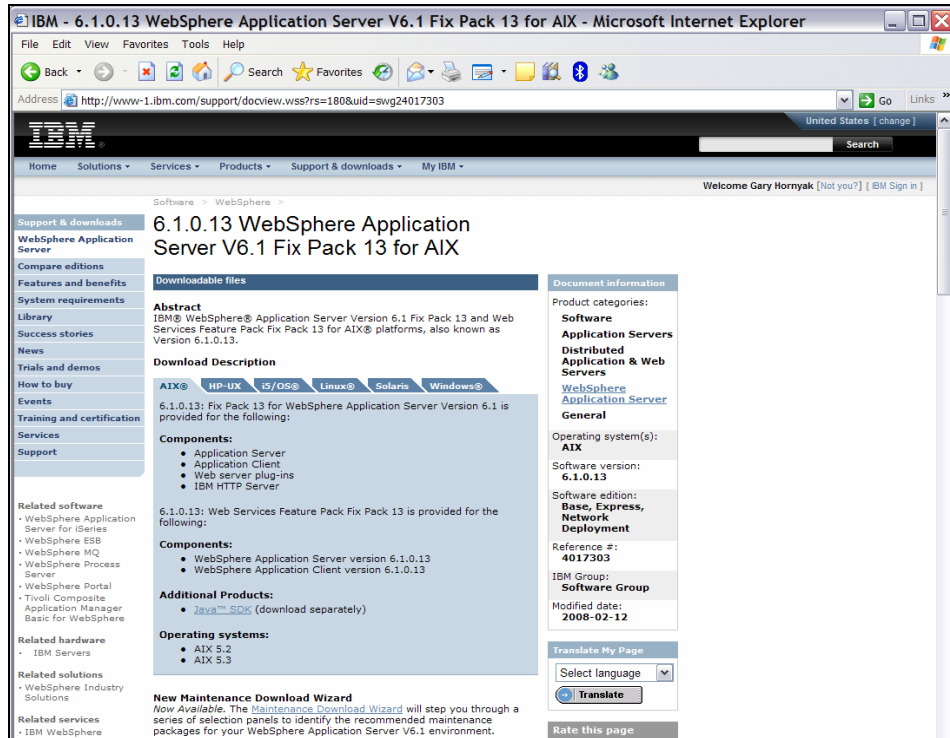 IBM - 6.1.0.13 WebSphere Application Server V6.1 Fix Pack 13 for AIX - Microsoft Internet Explorer
File Edit View Favorites Tools Help
Back Search Favorites
Address http://www-1.ibm.com/support/docview.wss?rs=180&uid=swg24017303 Go Links »
United States [ change ]
IBM ®
Search
Home Solutions Services Products Support & downloads My IBM
Welcome Gary Hornyak [Not you?] [ IBM Sign in ]
Software > WebSphere >
Support & downloads
WebSphere Application
Server
Compare editions
Features and benefits
System requirements
Library
Success stories
News
Trials and demos
How to buy
Events
Training and certification
Services
Support
Related software
· WebSphere Application
Server for iSeries
· WebSphere ESB
· WebSphere MQ
· WebSphere Process
Server
· WebSphere Portal
· Tivoli Composite
Application Manager
Basic for WebSphere
Related hardware
· IBM Servers
Related solutions
· WebSphere Industry
Solutions
Related services
· IBM WebSphere
6.1.0.13 WebSphere Application
Server V6.1 Fix Pack 13 for AIX
Downloadable files
Abstract
IBM® WebSphere® Application Server Version 6.1 Fix Pack 13 and Web
Services Feature Pack Fix Pack 13 for AIX® platforms, also known as
Version 6.1.0.13.
Download Description
AIX® HP-UX i5/OS® Linux® Solaris Windows®
6.1.0.13: Fix Pack 13 for WebSphere Application Server Version 6.1 is
provided for the following:
Components:
• Application Server
• Application Client
• Web server plug-ins
• IBM HTTP Server
6.1.0.13: Web Services Feature Pack Fix Pack 13 is provided for the
following:
Components:
• WebSphere Application Server version 6.1.0.13
• WebSphere Application Client version 6.1.0.13
Additional Products:
• Java™ SDK (download separately)
Operating systems:
• AIX 5.2
• AIX 5.3
New Maintenance Download Wizard
Now Available. The Maintenance Download Wizard will step you through a
series of selection panels to identify the recommended maintenance
packages for your WebSphere Application Server V6.1 environment.
Document information
Product categories:
Software
Application Servers
Distributed
Application & Web
Servers
WebSphere
Application Server
General
Operating system(s):
AIX
Software version:
6.1.0.13
Software edition:
Base, Express,
Network
Deployment
Reference #:
4017303
IBM Group:
Software Group
Modified date:
2008-02-12
Translate My Page
Select language
Translate
Rate this page